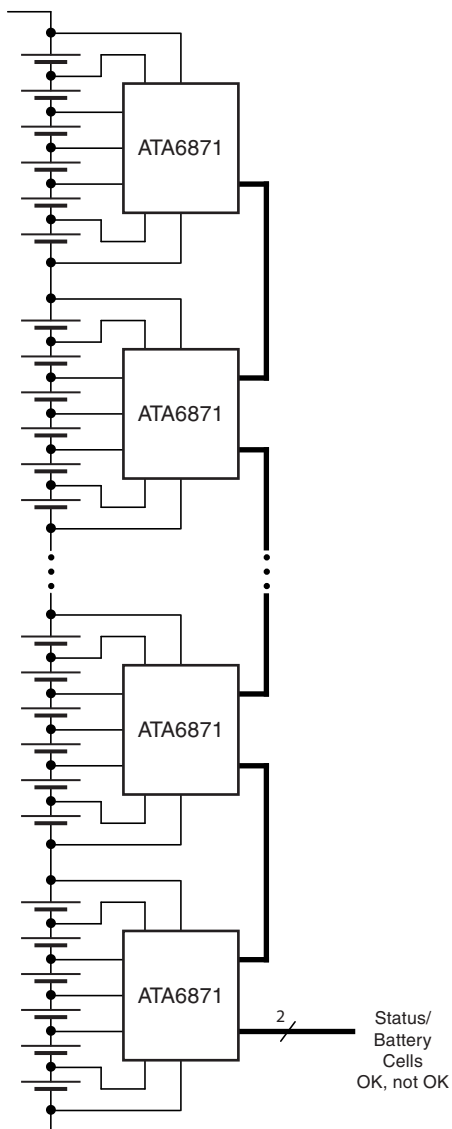 ATA6871
ATA6871
ATA6871
ATA6871
2
Status/
Battery
Cells
OK, not OK